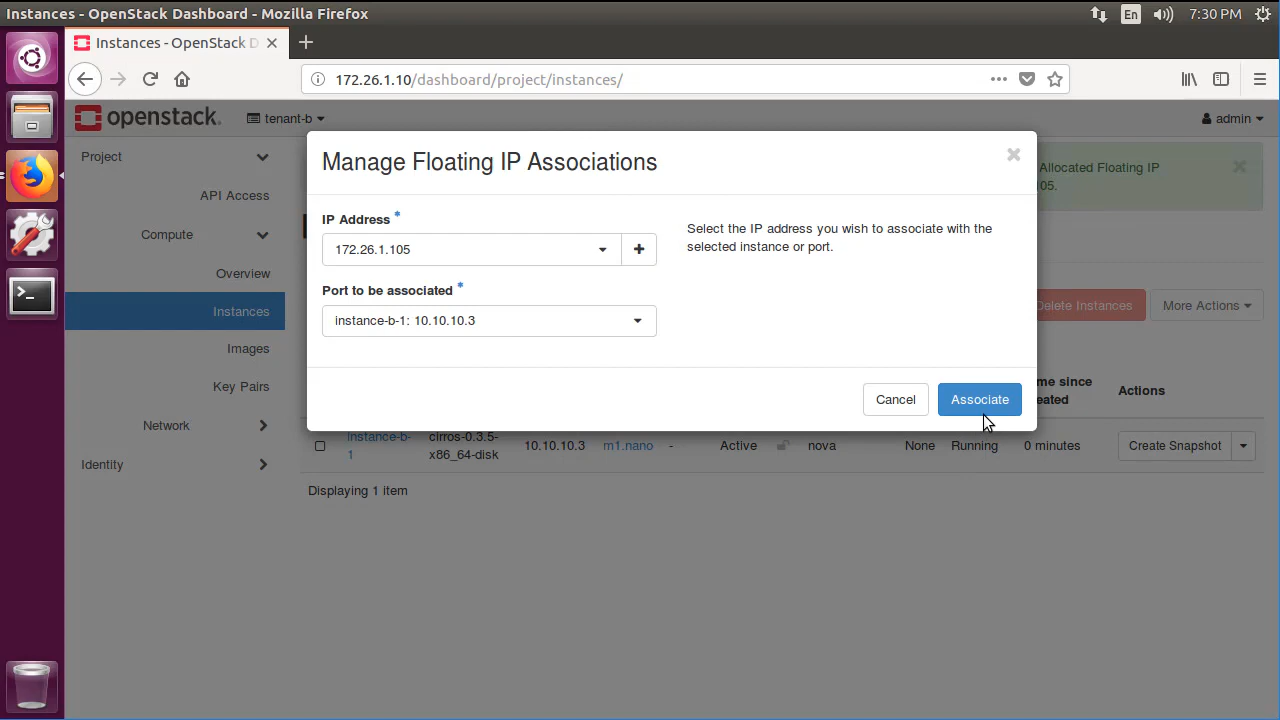 Instances - OpenStack Dashboard - Mozilla Firefox
En
7:30 PM
Instances - OpenStack D
172.26.1.10/dashboard/project/instances/
openstack.
tenant-b
admin
Project
API Access
Compute
Overview
Instances
Images
Key Pairs
Network
Identity
Allocated Floating IP
05.
Manage Floating IP Associations
IP Address *
172.26.1.105
Port to be associated *
instance-b-1: 10.10.10.3
Select the IP address you wish to associate with the
selected instance or port.
Cancel
Associate
Delete Instances
More Actions
me since
eated
Actions
instance-b-
1
cirros-0.3.5-
x86_64-disk
10.10.10.3
m1.nano
-
Active
nova
None
Running
0 minutes
Create Snapshot
Displaying 1 item